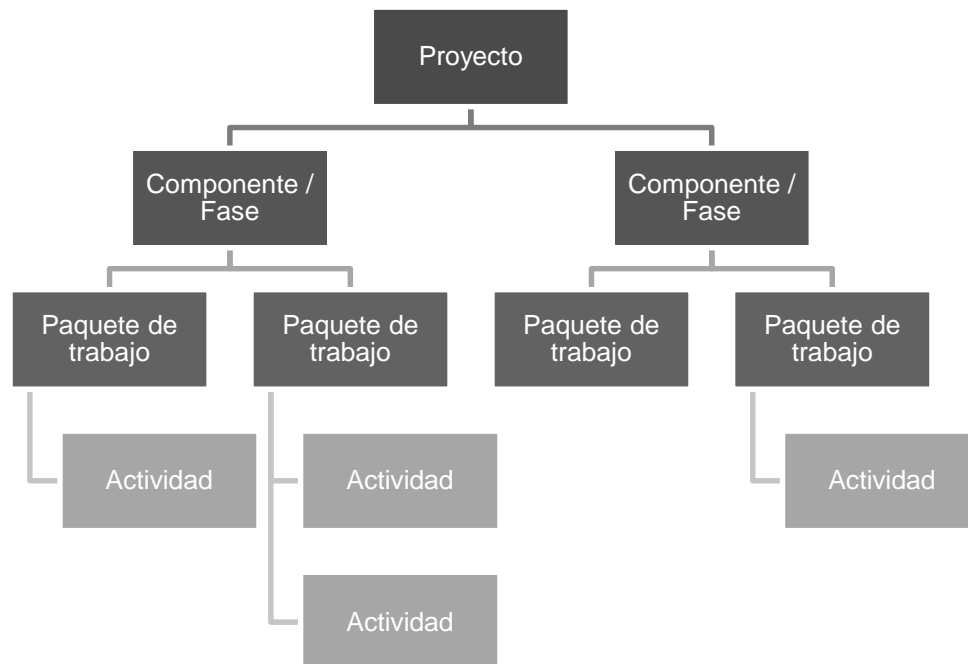 Proyecto
Componente /
Fase
Componente /
Fase
Paquete de
trabajo
Paquete de
trabajo
Paquete de
trabajo
Paquete de
trabajo
Actividad
Actividad
Actividad
Actividad